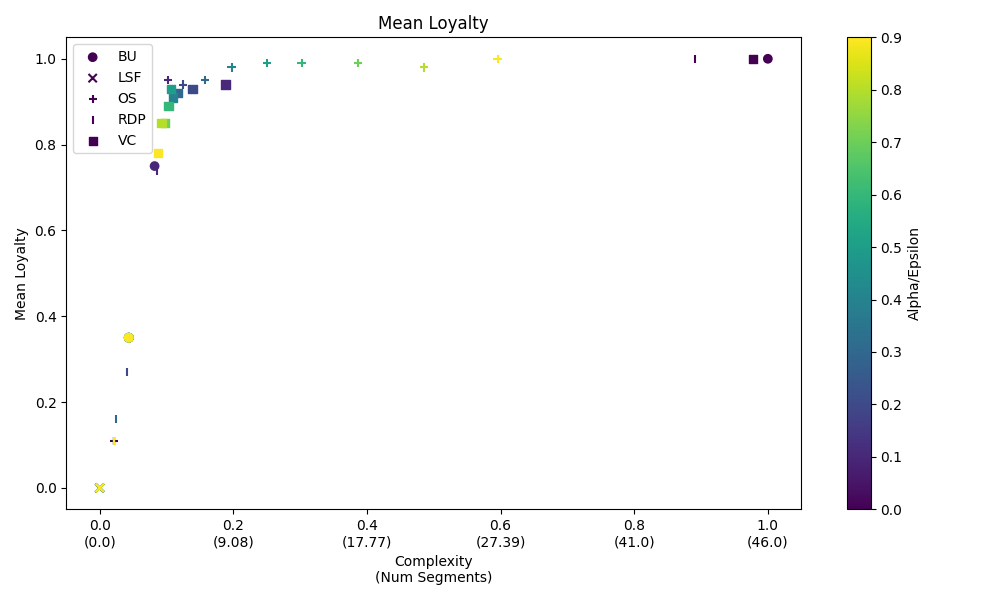 Mean Loyalty
BU
LSF
OS
RDP
VC
Mean Loyalty
1.0
0.8
0.6
0.4
0.2
0.0
0.0 0.2 0.4 0.6 0.8 1.0
(0.0) (9.08) (17.77) (27.39) (41.0) (46.0)
Complexity
(Num Segments)
0.9
0.8
0.7
0.6
0.5
0.4
0.3
0.2
0.1
0.0
Alpha/Epsilon